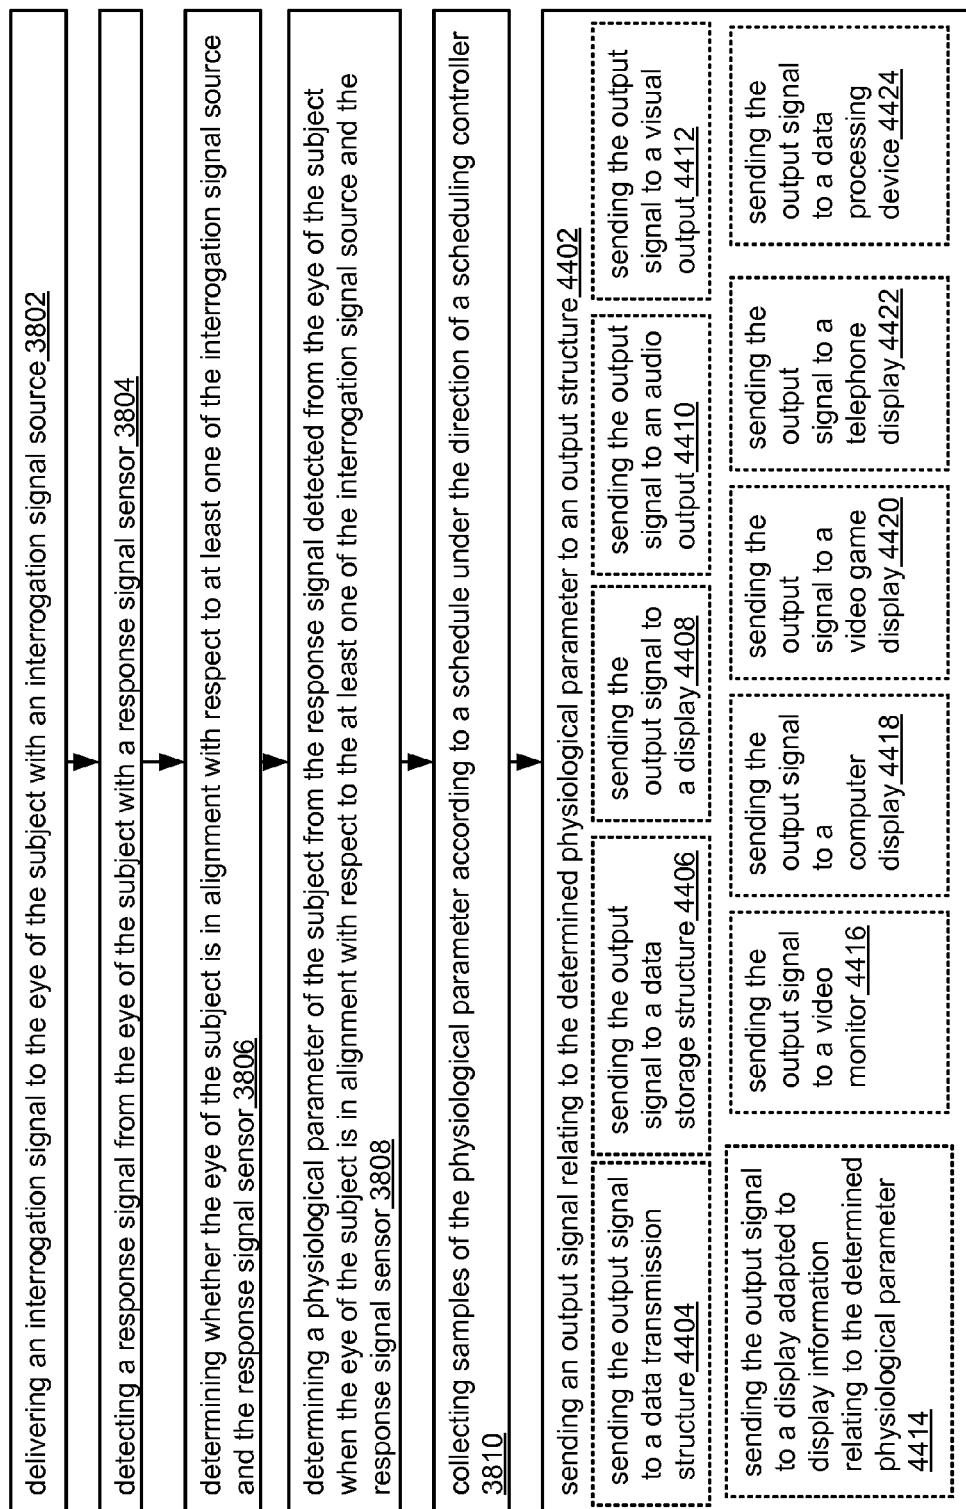 delivering an interrogation signal to the eye of the subject with an interrogation signal source 3802
detecting a response signal from the eye of the subject with a response signal sensor 3804
determining whether the eye of the subject is in alignment with respect to at least one of the interrogation signal source
and the response signal sensor 3806
determining a physiological parameter of the subject from the response signal detected from the eye of the subject
when the eye of the subject is in alignment with respect to the at least one of the interrogation signal source and the
response signal sensor 3808
collecting samples of the physiological parameter according to a schedule under the direction of a scheduling controller
3810
sending an output signal relating to the determined physiological parameter to an output structure 4402
sending the output signal
to a data transmission
structure 4404
sending the output
signal to a data
storage structure 4406
sending the
output signal to
a display 4408
sending the output
signal to an audio
output 4410
sending the output
signal to a visual
output 4412
sending the output signal
to a display adapted to
display information
relating to the determined
physiological parameter
4414
sending the
output signal
to a video
monitor 4416
sending the
output signal
to a
computer
display 4418
sending the
output
signal to a
video game
display 4420
sending the
output
signal to a
telephone
display 4422
sending the
output signal
to a data
processing
device 4424